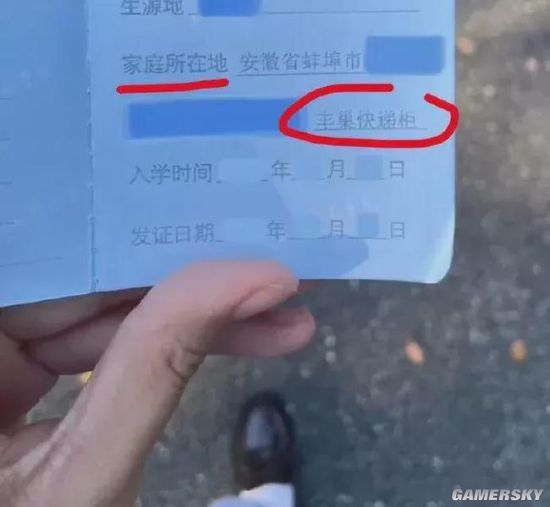 生源地
家庭所在地 安徽省蚌埠市
丰巢快递柜
入学时间 年 月 日
发证日期 年 月 日
GAMERSKY